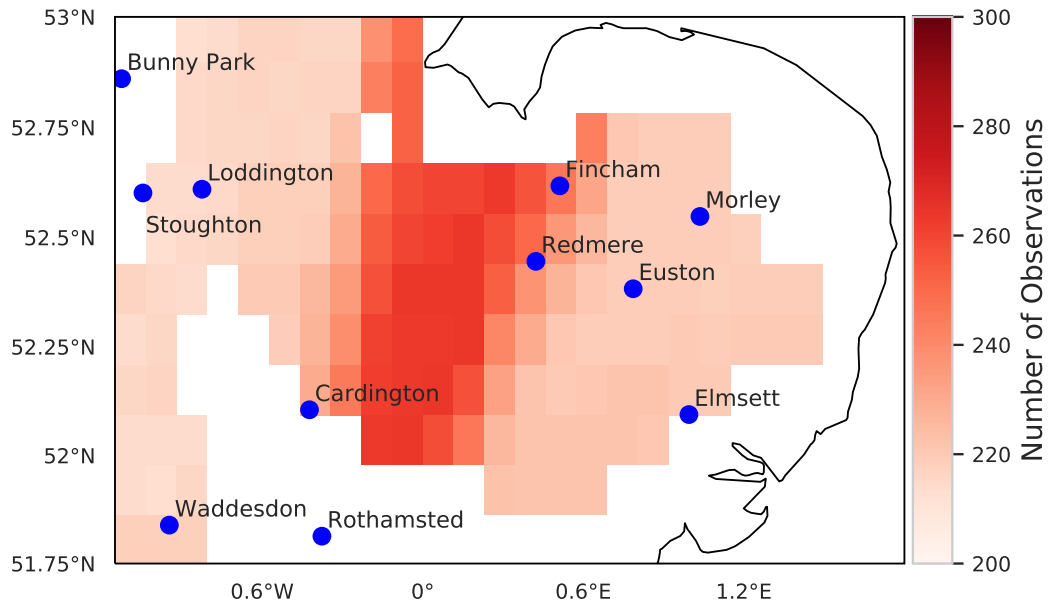 53°N
300
Bunny Park
52.75°N
280
Loddington
Fincham
Morley
Stoughton
52.5°N
Redmere
260
Euston
Number of Observations
52.25°N
240
Cardington
Elmsett
52°N
220
Waddesdon
Rothamsted
51.75°N
200
0.6°W
0°
0.6°E
1.2°E